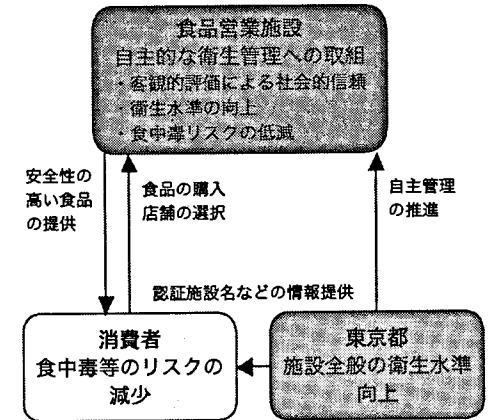 食品営業施設
自主的な衛生管理への取組
・客観的評価による社会的信頼
・衛生水準の向上
・食中毒リスクの低減
安全性の
高い食品
の提供
食品の購入
店舗の選択
自主管理
の推進
認証施設名などの情報提供
消費者
食中毒等のリスクの
減少
東京都
施設全般の衛生水準
向上